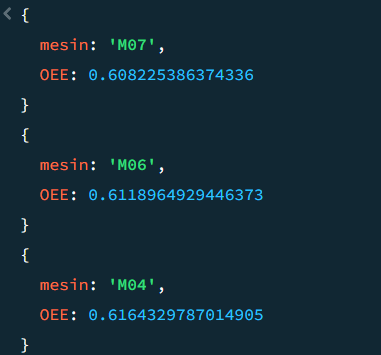 {
mesin: 'M07',
OEE: 0.608225386374336
}
{
mesin: 'M06',
OEE: 0.6118964929446373
}
{
mesin: 'M04',
OEE: 0.6164329787014905
}